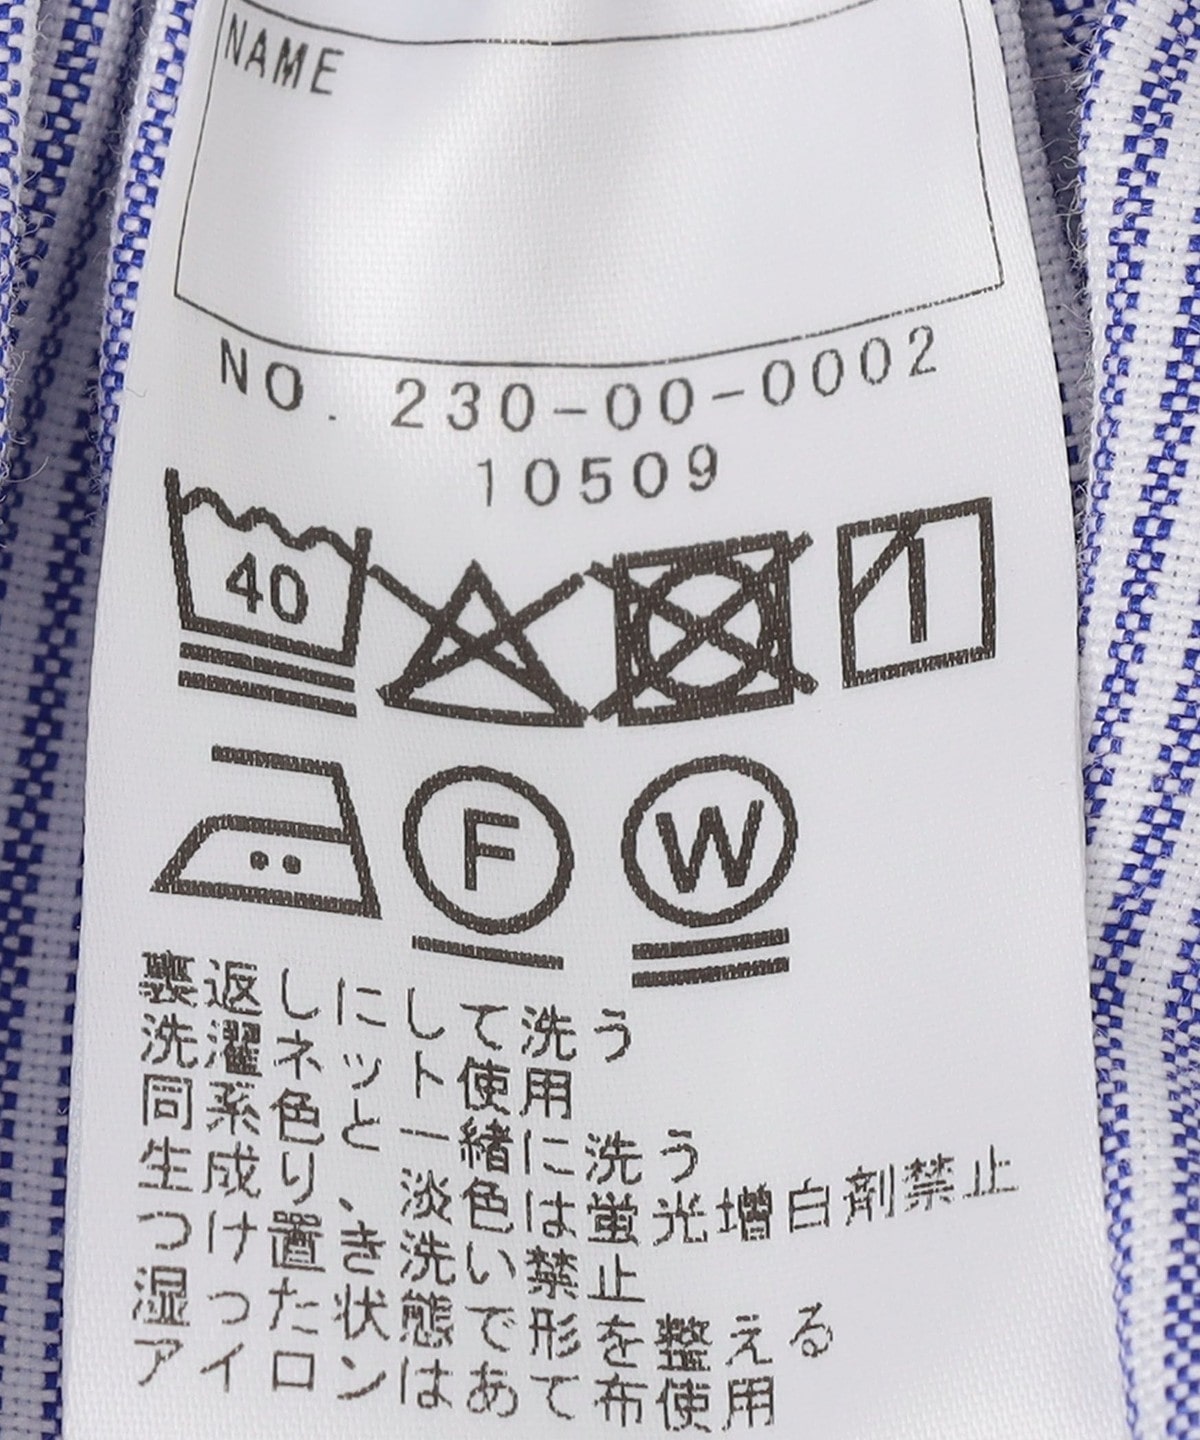 NAME
NO. 230-00-0002
10509
40
F
W
裏返しにして洗う
洗濯ネット使用
同系色と一緒に洗う
生成り、淡色は蛍光増白剤禁止
つけ置き洗い禁止
湿った状態で形を整える
アイロンはあて布使用